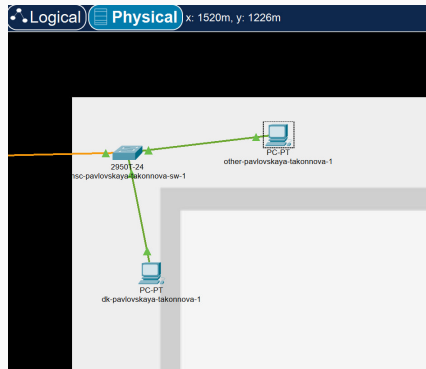 Logical Physical x: 1520m, y: 1226m
PC-PT
other-pavlovskaya-takonnova-1
2950T-24
msc-pavlovskaya-takonnova-sw-1
PC-PT
dk-pavlovskaya-takonnova-1